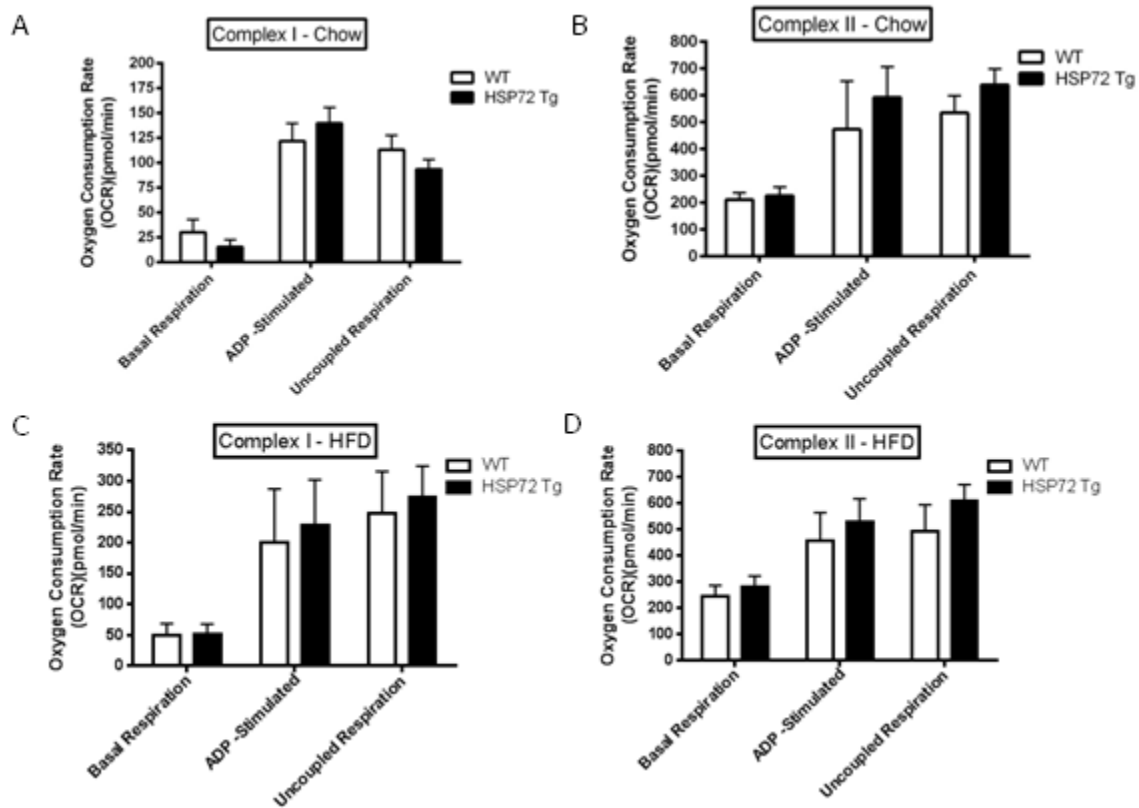 A
Complex I - Chow
WT
HSP72 Tg
Oxygen Consumption Rate
(OCR)(pmol/min)
200
175
150
125
100
75
50
25
0
Basal Respiration
ADP -Stimulated
Uncoupled Respiration
B
Complex II - Chow
WT
HSP72 Tg
Oxygen Consumption Rate
(OCR)(pmol/min)
800
700
600
500
400
300
200
100
0
Basal Respiration
ADP -Stimulated
Uncoupled Respiration
C
Complex I - HFD
WT
HSP72 Tg
Oxygen Consumption Rate
(OCR)(pmol/min)
350
300
250
200
150
100
50
0
Basal Respiration
ADP -Stimulated
Uncoupled Respiration
D
Complex II - HFD
WT
HSP72 Tg
Oxygen Consumption Rate
(OCR)(pmol/min)
800
700
600
500
400
300
200
100
0
Basal Respiration
ADP -Stimulated
Uncoupled Respiration